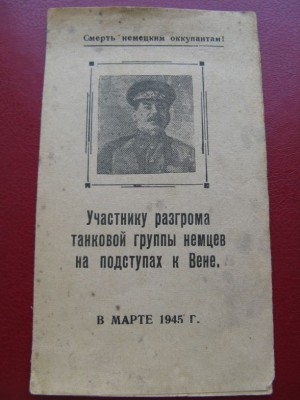 Смерть немецким оккупантам!
Участнику разгрома
танковой группы немцев
на подступах к Вене.
В МАРТЕ 1945 Г.